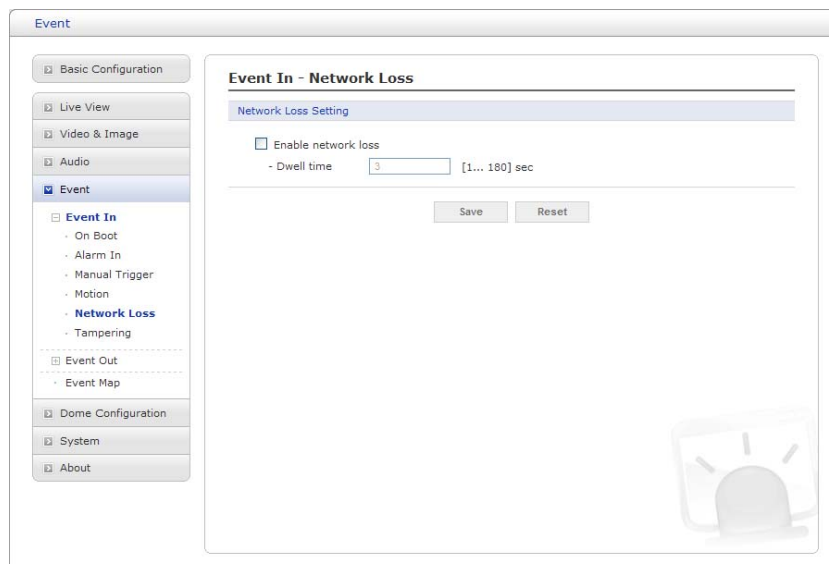 Event
Basic Configuration
Live View
Video & Image
Audio
Event
Event In
On Boot
Alarm In
Manual Trigger
Motion
Network Loss
Tampering
Event Out
Event Map
Dome Configuration
System
About
Event In - Network Loss
Network Loss Setting
Enable network loss
- Dwell time 3 [1... 180] sec
Save Reset